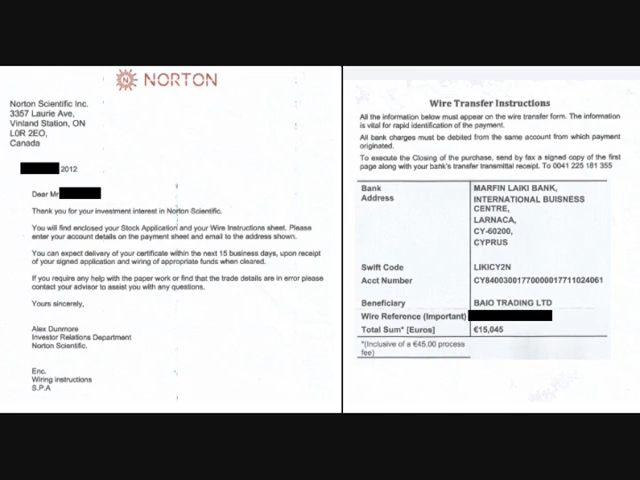 NORTON
Norton Scientific Inc.
3357 Laurie Ave,
Vinland Station, ON
L0R 2EO,
Canada
2012
Dear Mr
Thank you for your investment interest in Norton Scientific.
You will find enclosed your Stock Application and your Wire Instructions sheet. Please
enter your account details on the payment sheet and email to the address shown.
You can expect delivery of your certificate within the next 15 business days, upon receipt
of your signed application and wiring of appropriate funds when cleared.
If you require any help with the paper work or find that the trade details are in error please
contact your advisor to assist you with any questions.
Yours sincerely,
Alex Dunmore
Investor Relations Department
Norton Scientific.
Enc.
Wiring instructions
S.P.A
Wire Transfer Instructions
All the information below must appear on the wire transfer form. The information
is vital for rapid identification of the payment.
All bank charges must be debited from the same account from which payment
originated.
To execute the Closing of the purchase, send by fax a signed copy of the first
page along with your bank's transfer transmittal receipt. To 0041 225 181 355
Bank MARFIN LAIKI BANK,
Address INTERNATIONAL BUISNESS
CENTRE,
LARNACA,
CY-60200,
CYPRUS
Swift Code LIKICY2N
Acct Number CY84003001770000017711024061
Beneficiary BAIO TRADING LTD
Wire Reference (Important)
Total Sum* [Euros] €15,045
*(Inclusive of a €45.00 process
fee)